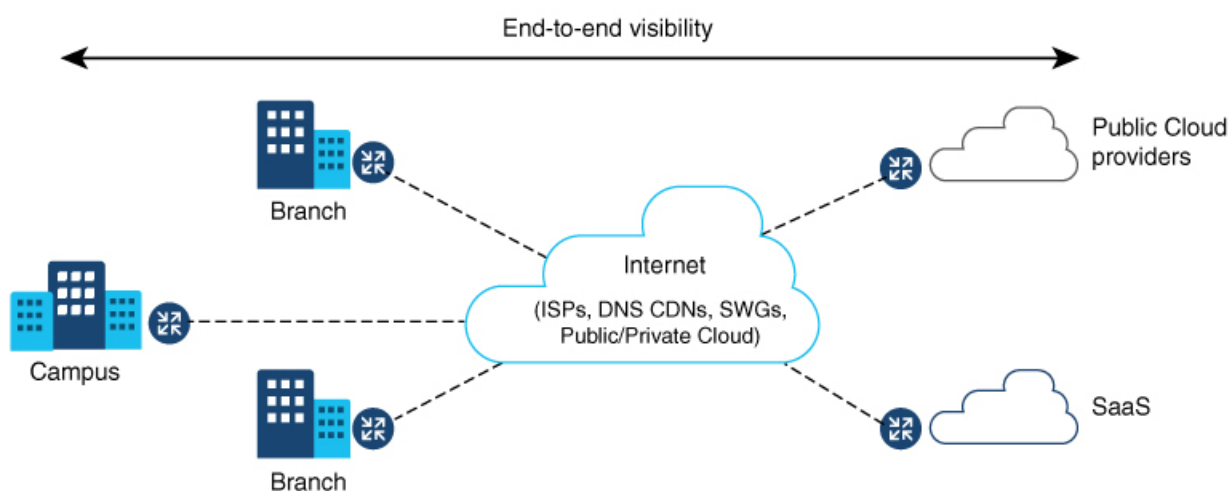 End-to-end visibility
Branch
Public Cloud
providers
Internet
(ISPs, DNS CDNs, SWGs,
Public/Private Cloud)
Campus
SaaS
Branch